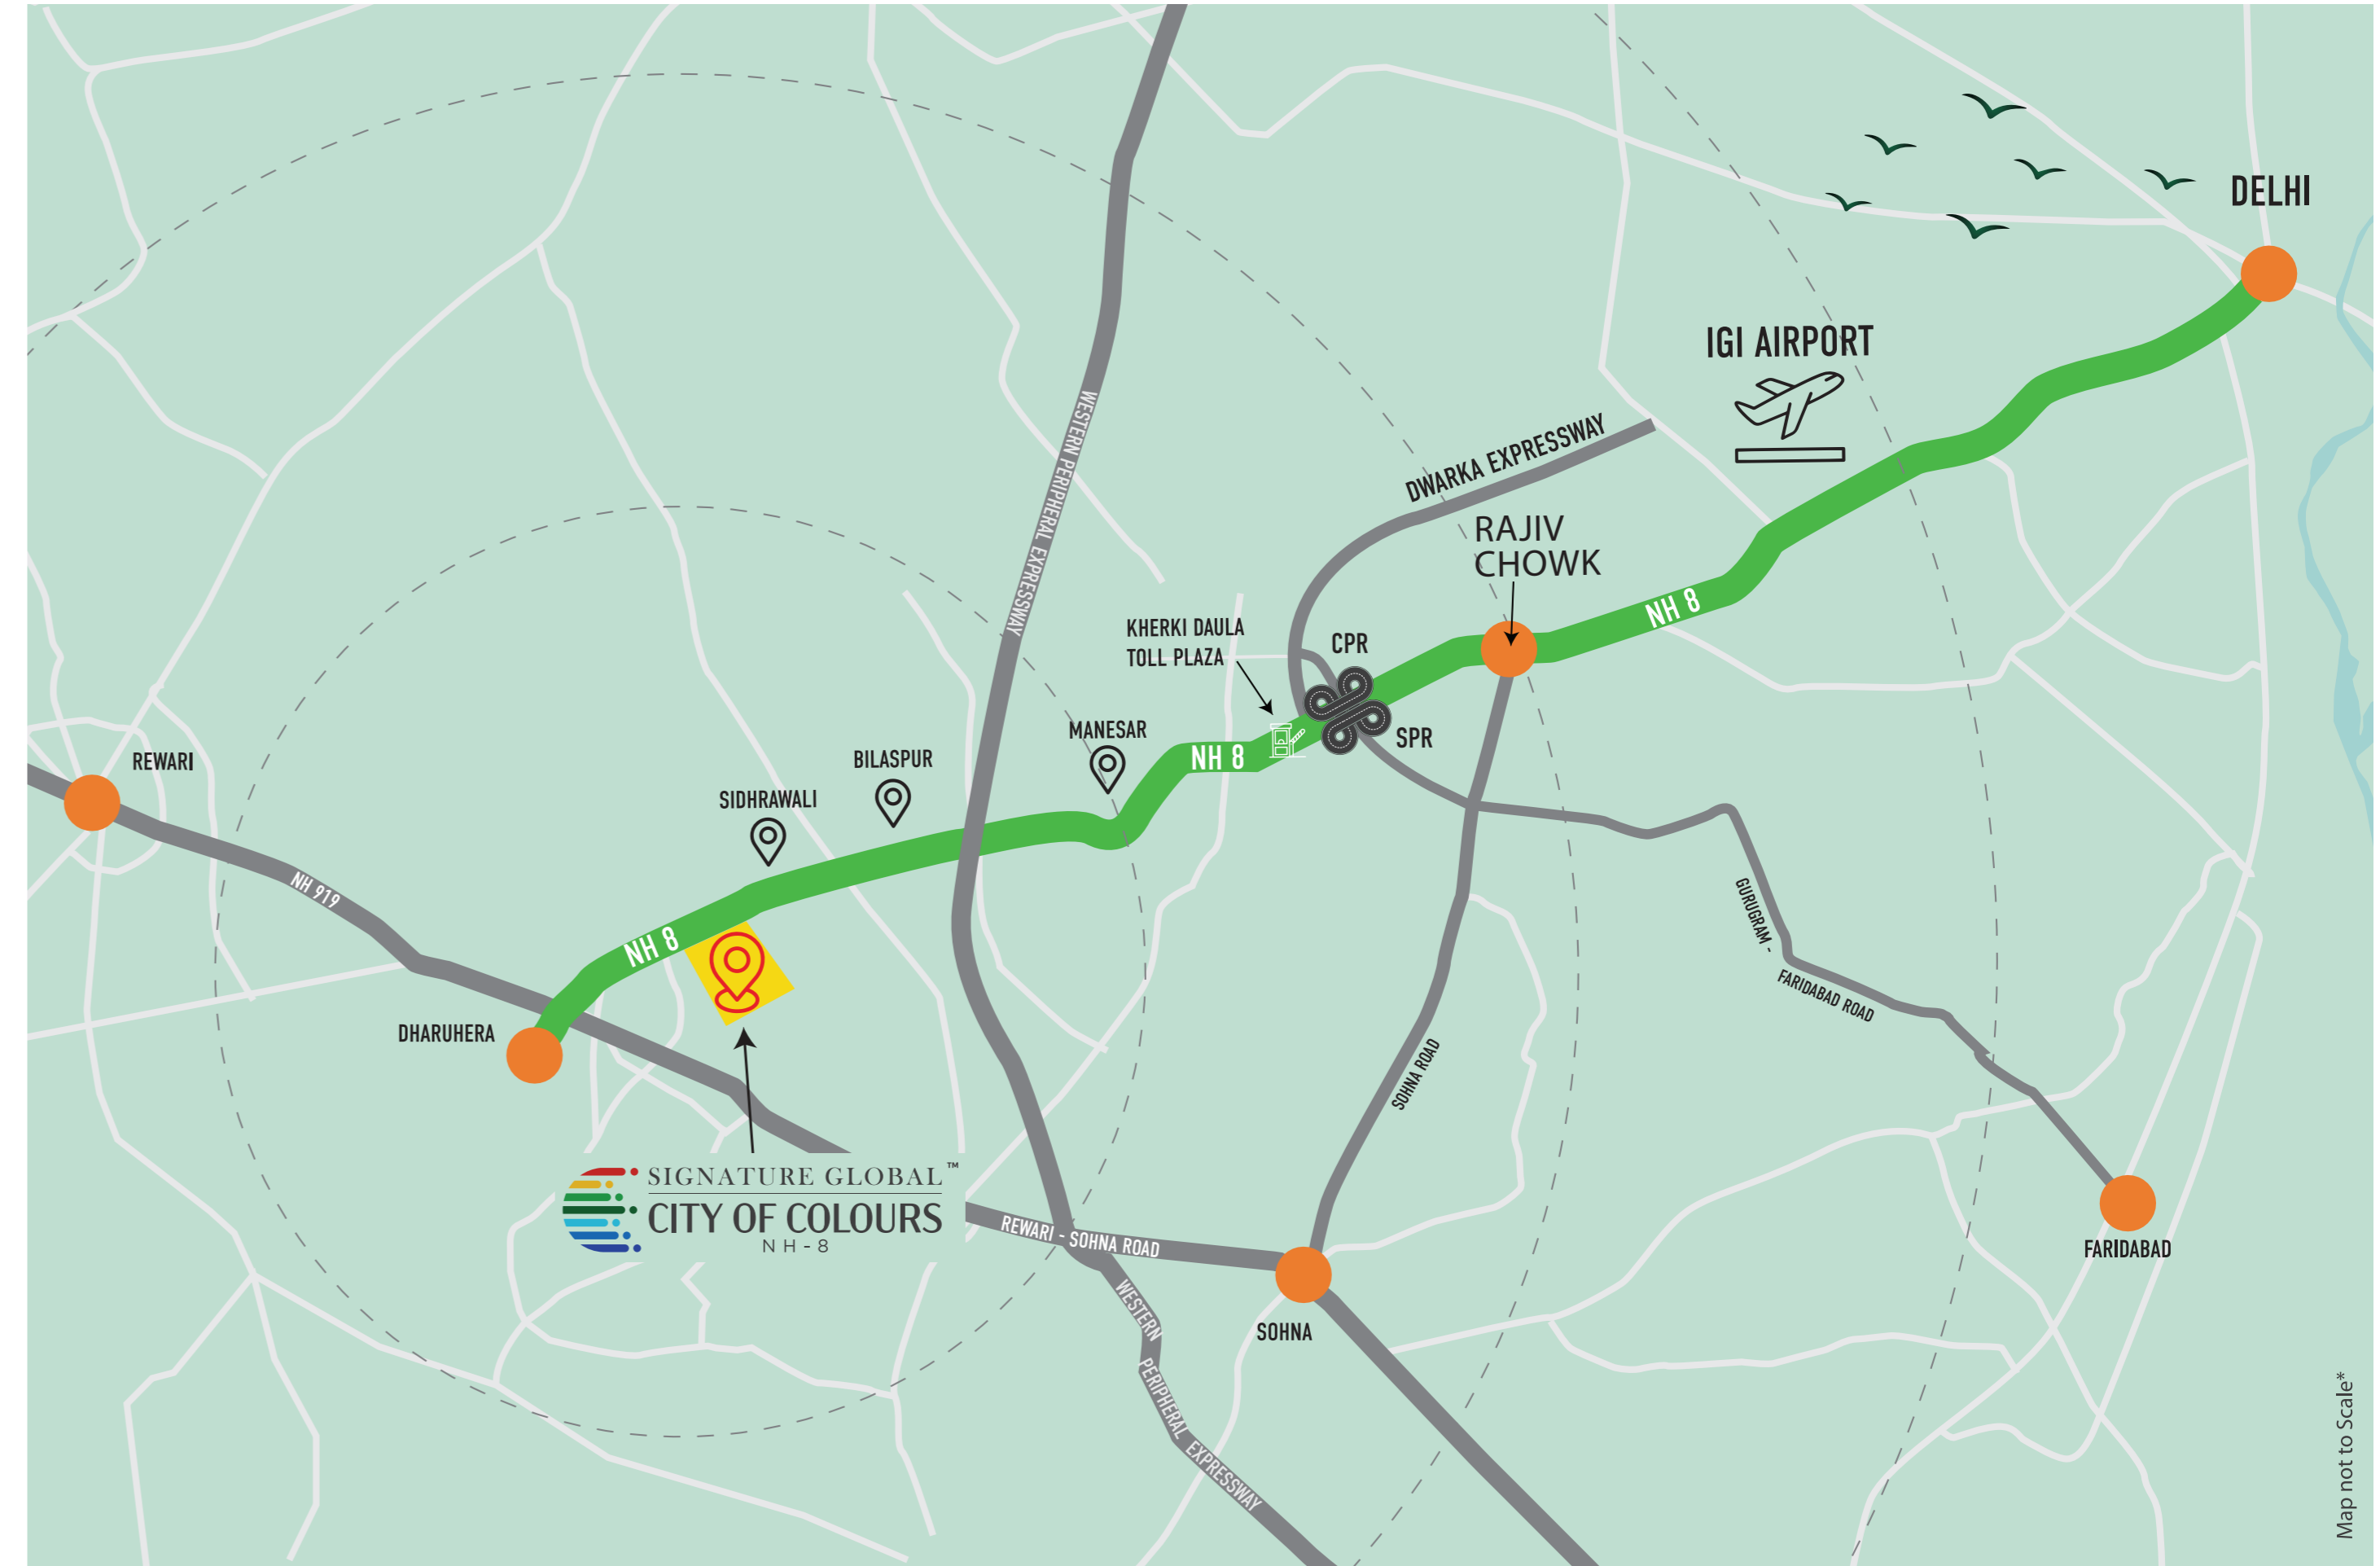 DELHI
IGI AIRPORT
DWARKA EXPRESSWAY
RAJIV
CHOWK
NH 8
WESTERN PERIPHERAL EXPRESSWAY
KHERKI DAULA
TOLL PLAZA
CPR
SPR
MANESAR
NH 8
BILASPUR
SIDHRAWALI
REWARI
NH 919
NH 8
DHARUHERA
GURUGRAM -
FARIDABAD ROAD
SOHNA ROAD
SIGNATURE GLOBAL™
CITY OF COLOURS
NH-8
REWARI - SOHNA ROAD
FARIDABAD
WESTERN
PERIPHERAL EXPRESSWAY
SOHNA
Map not to Scale*